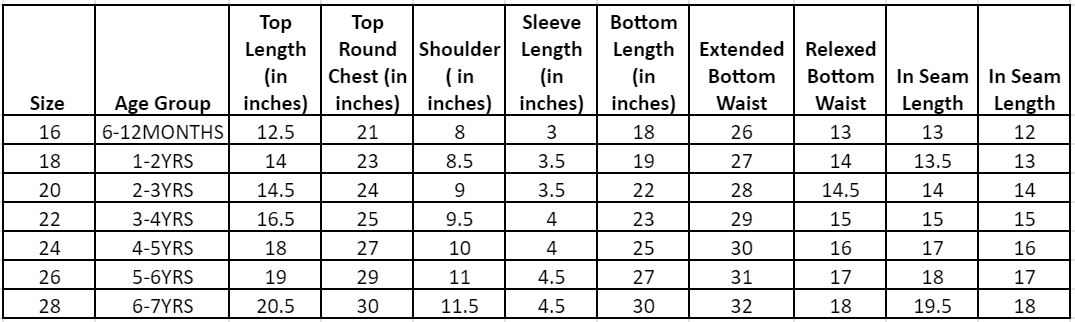 Size | Age Group | Top Length (in inches) | Top Round Chest (in inches) | Shoulder ( in inches) | Sleeve Length (in inches) | Bottom Length (in inches) | Extended Bottom Waist | Relexed Bottom Waist | In Seam Length | In Seam Length
16 | 6-12MONTHS | 12.5 | 21 | 8 | 3 | 18 | 26 | 13 | 13 | 12
18 | 1-2YRS | 14 | 23 | 8.5 | 3.5 | 19 | 27 | 14 | 13.5 | 13
20 | 2-3YRS | 14.5 | 24 | 9 | 3.5 | 22 | 28 | 14.5 | 14 | 14
22 | 3-4YRS | 16.5 | 25 | 9.5 | 4 | 23 | 29 | 15 | 15 | 15
24 | 4-5YRS | 18 | 27 | 10 | 4 | 25 | 30 | 16 | 17 | 16
26 | 5-6YRS | 19 | 29 | 11 | 4.5 | 27 | 31 | 17 | 18 | 17
28 | 6-7YRS | 20.5 | 30 | 11.5 | 4.5 | 30 | 32 | 18 | 19.5 | 18